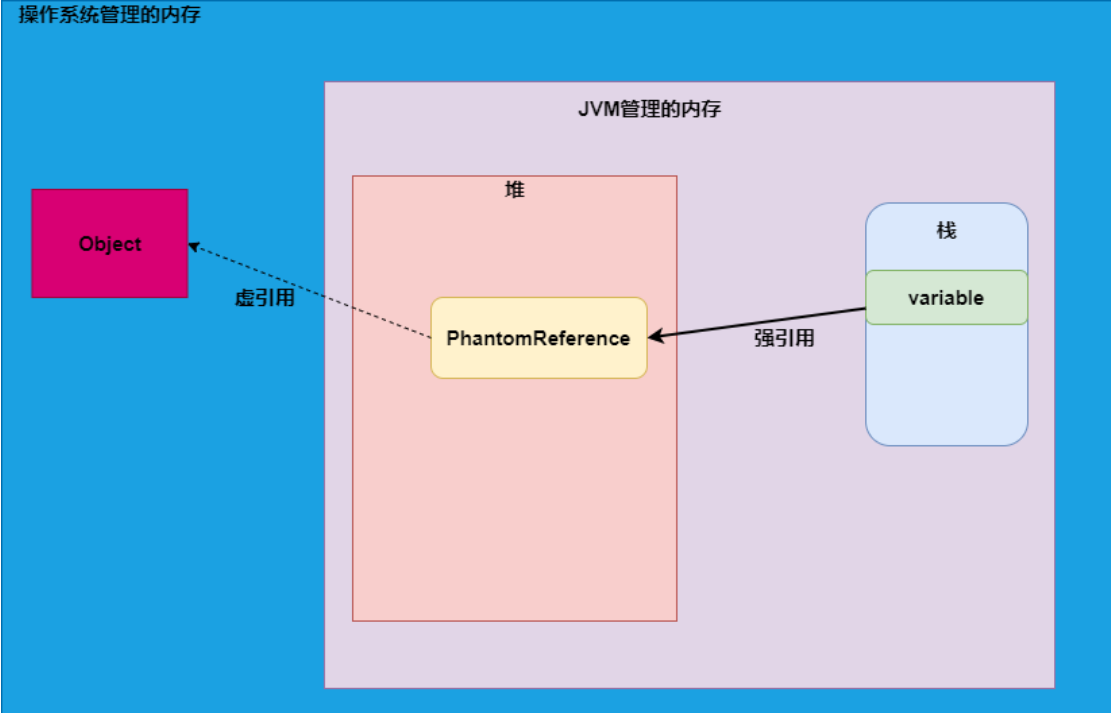 操作系统管理的内存
JVM管理的内存
堆
栈
Object
虚引用
variable
PhantomReference
强引用